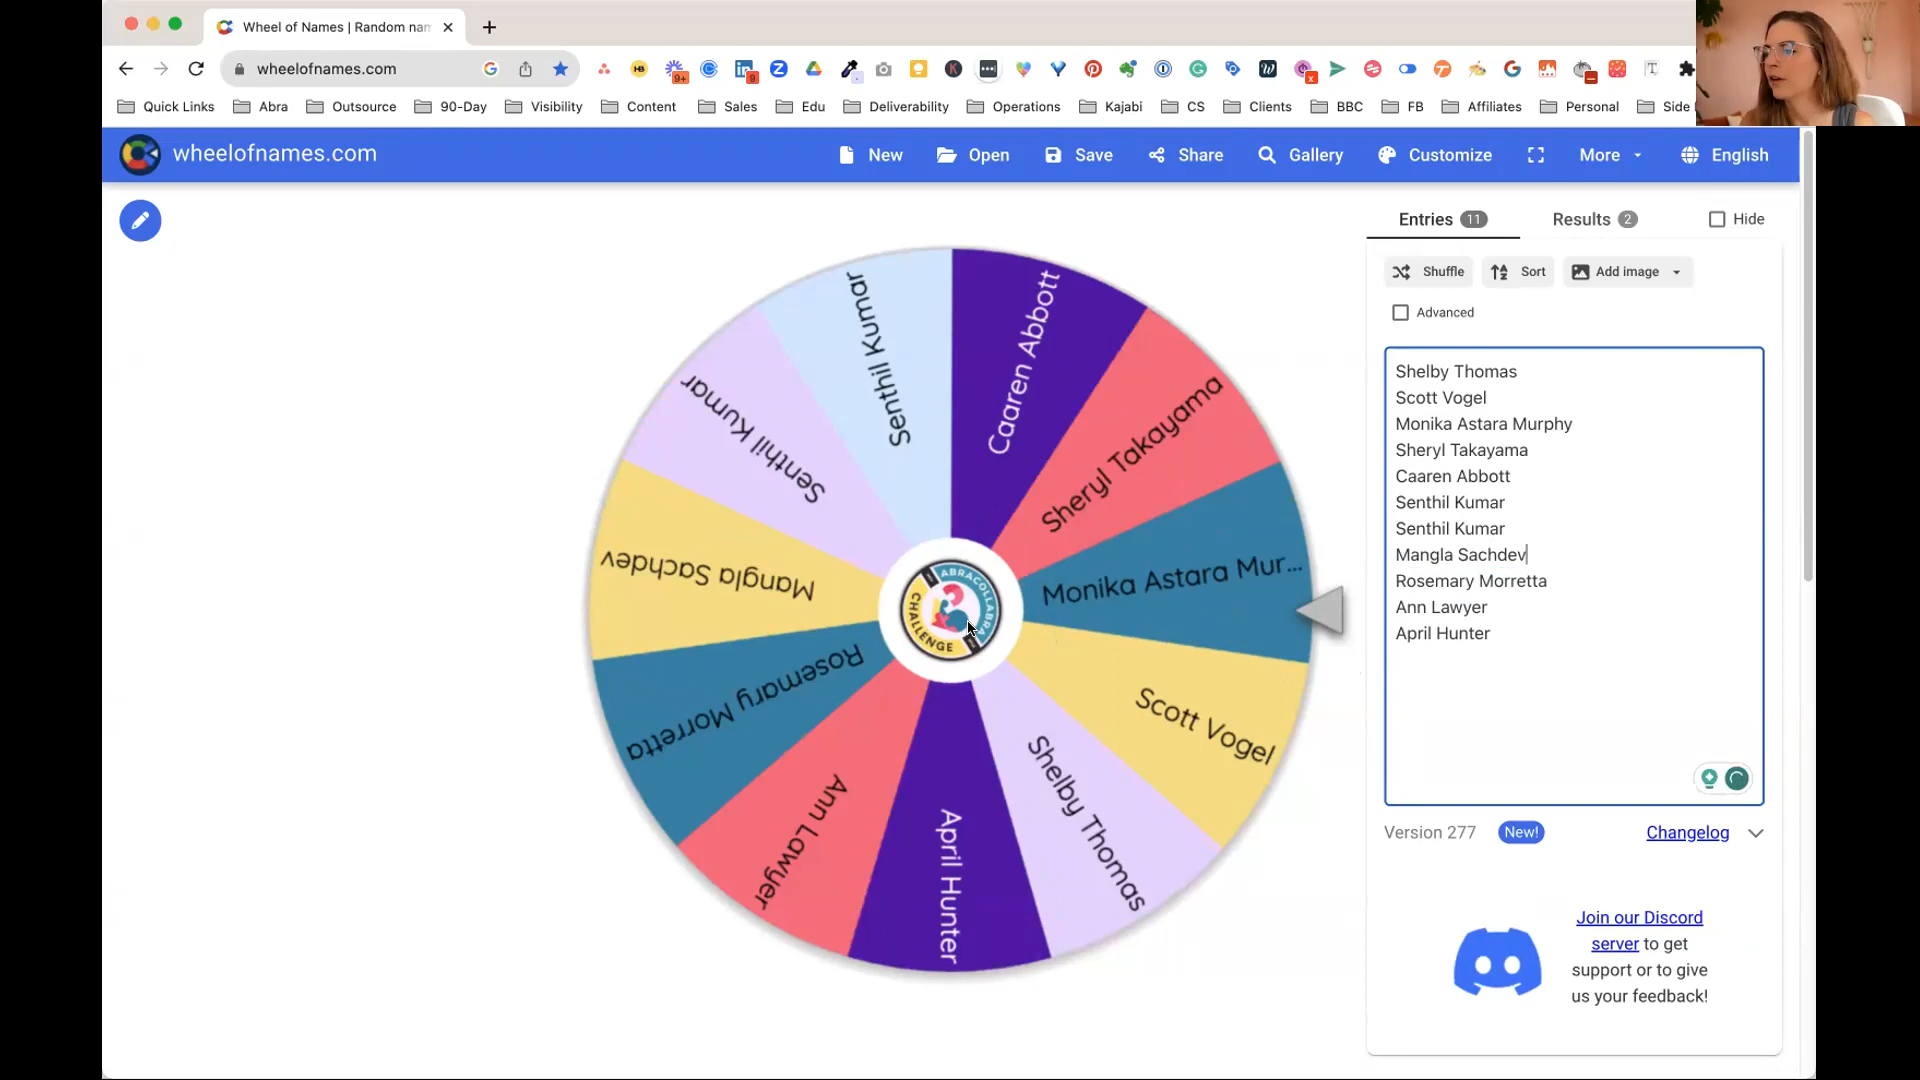 Wheel of Names | Random nam
wheelofnames.com
HB
9+
9
Quick Links
Abra
Outsource
90-Day
Visibility
Content
Sales
Edu
Deliverability
Operations
Kajabi
CS
Clients
BBC
FB
Affiliates
Personal
Side
wheelofnames.com
New
Open
Save
Share
Gallery
Customize
More
English
Entries 11
Results 2
Hide
Shuffle
Sort
Add image
Advanced
Senthil Kumar
Caaren Abbott
Sheryl Takayama
Monika Astara Mur...
Scott Vogel
Shelby Thomas
April Hunter
Ann Lawyer
Rosemary Morretta
Mangla Sachdev
Senthil Kumar
ABRACOLLABRA
CHALLENGE
Shelby Thomas
Scott Vogel
Monika Astara Murphy
Sheryl Takayama
Caaren Abbott
Senthil Kumar
Senthil Kumar
Mangla Sachdev
Rosemary Morretta
Ann Lawyer
April Hunter
Version 277
New!
Changelog
Join our Discord
server to get
support or to give
us your feedback!